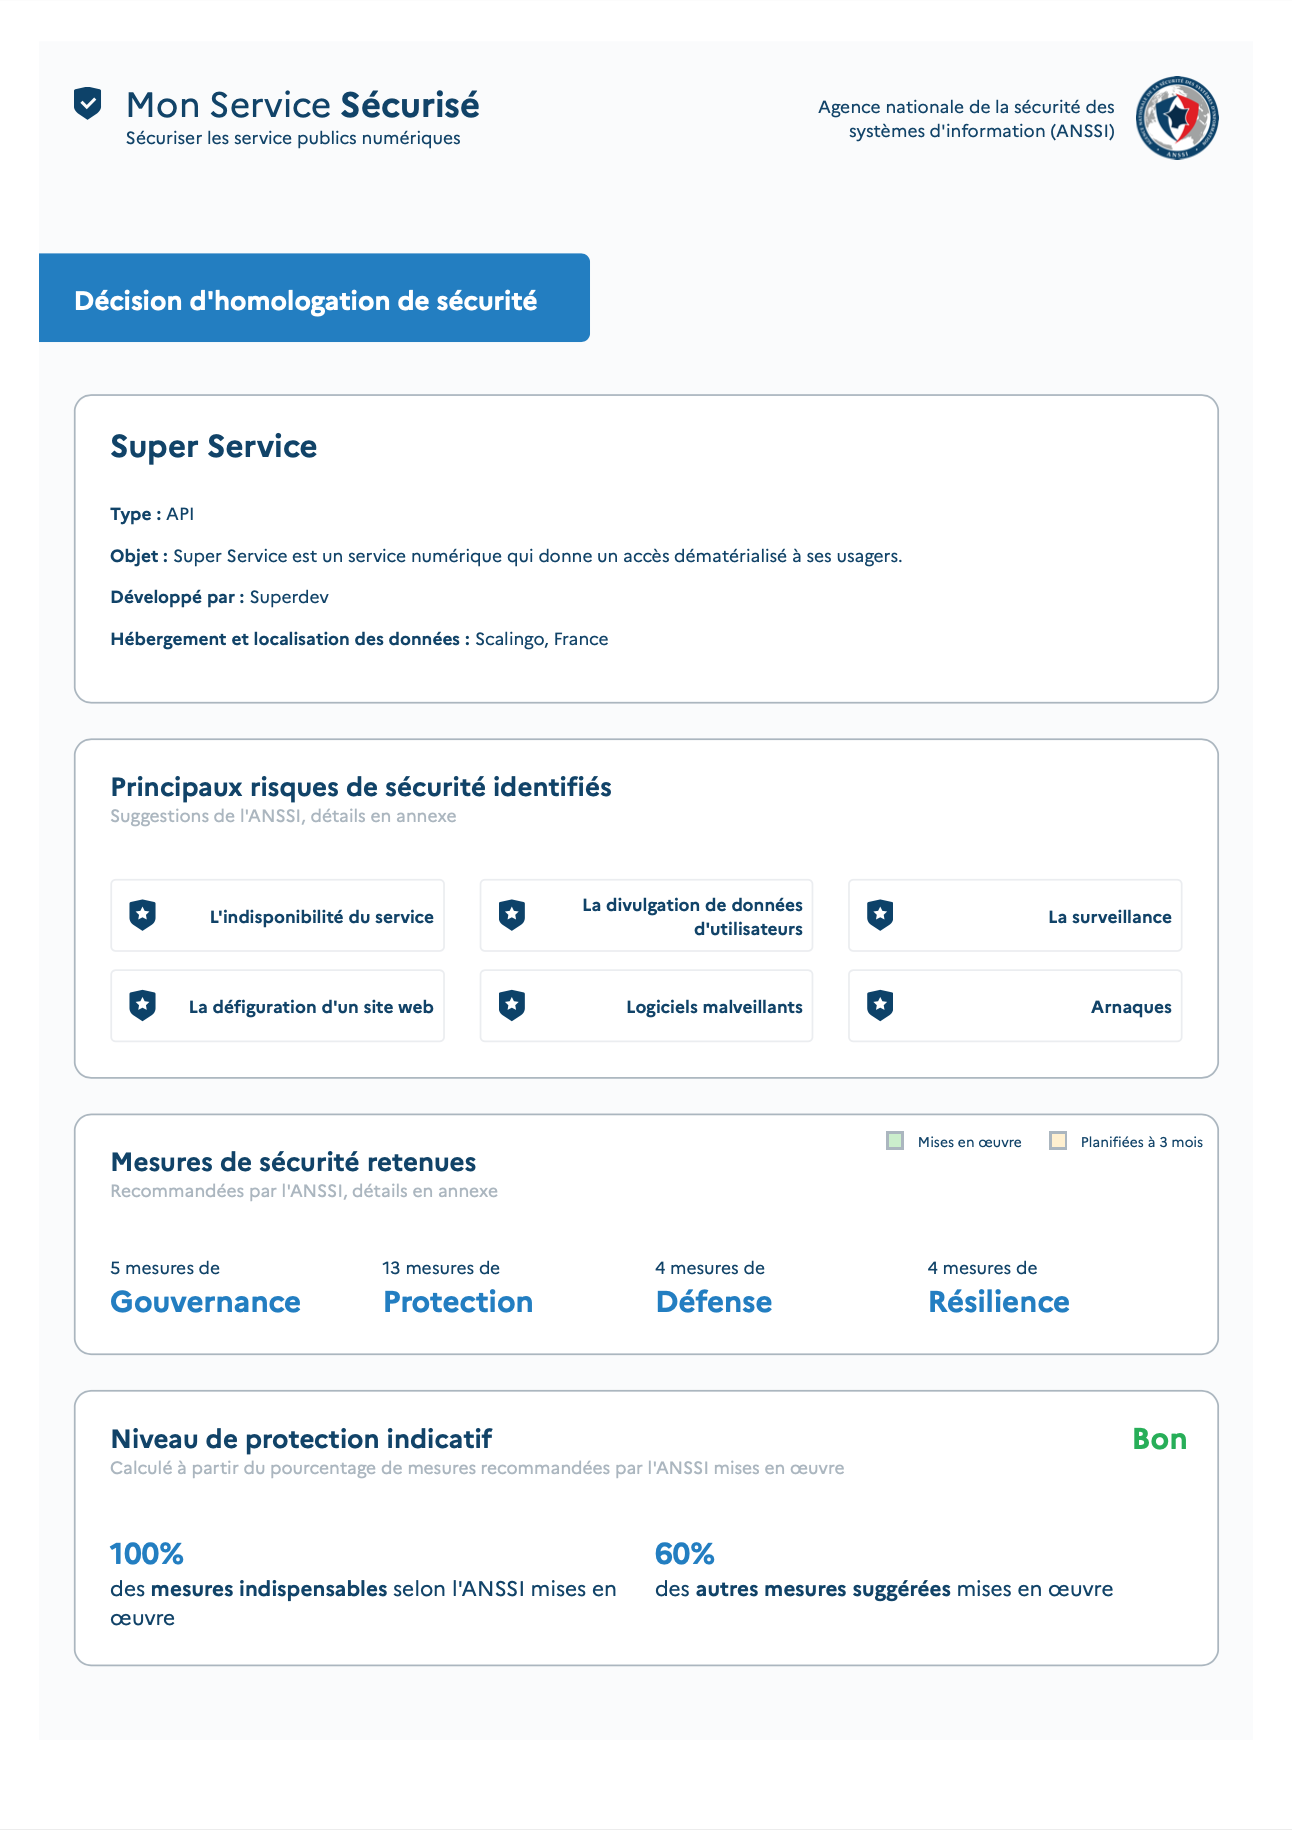 Mon Service Sécurisé
Sécuriser les service publics numériques
Agence nationale de la sécurité des
systèmes d'information (ANSSI)
ANSSI
Décision d'homologation de sécurité
Super Service
Type : API
Objet : Super Service est un service numérique qui donne un accès dématérialisé à ses usagers.
Développé par : Superdev
Hébergement et localisation des données : Scalingo, France
Principaux risques de sécurité identifiés
Suggestions de l'ANSSI, détails en annexe
L'indisponibilité du service
La divulgation de données
d'utilisateurs
La surveillance
La défiguration d'un site web
Logiciels malveillants
Arnaques
Mises en œuvre
Planifiées à 3 mois
Mesures de sécurité retenues
Recommandées par l'ANSSI, détails en annexe
5 mesures de
Gouvernance
13 mesures de
Protection
4 mesures de
Défense
4 mesures de
Résilience
Niveau de protection indicatif
Bon
Calculé à partir du pourcentage de mesures recommandées par l'ANSSI mises en œuvre
100%
des mesures indispensables selon l'ANSSI mises en
œuvre
60%
des autres mesures suggérées mises en œuvre